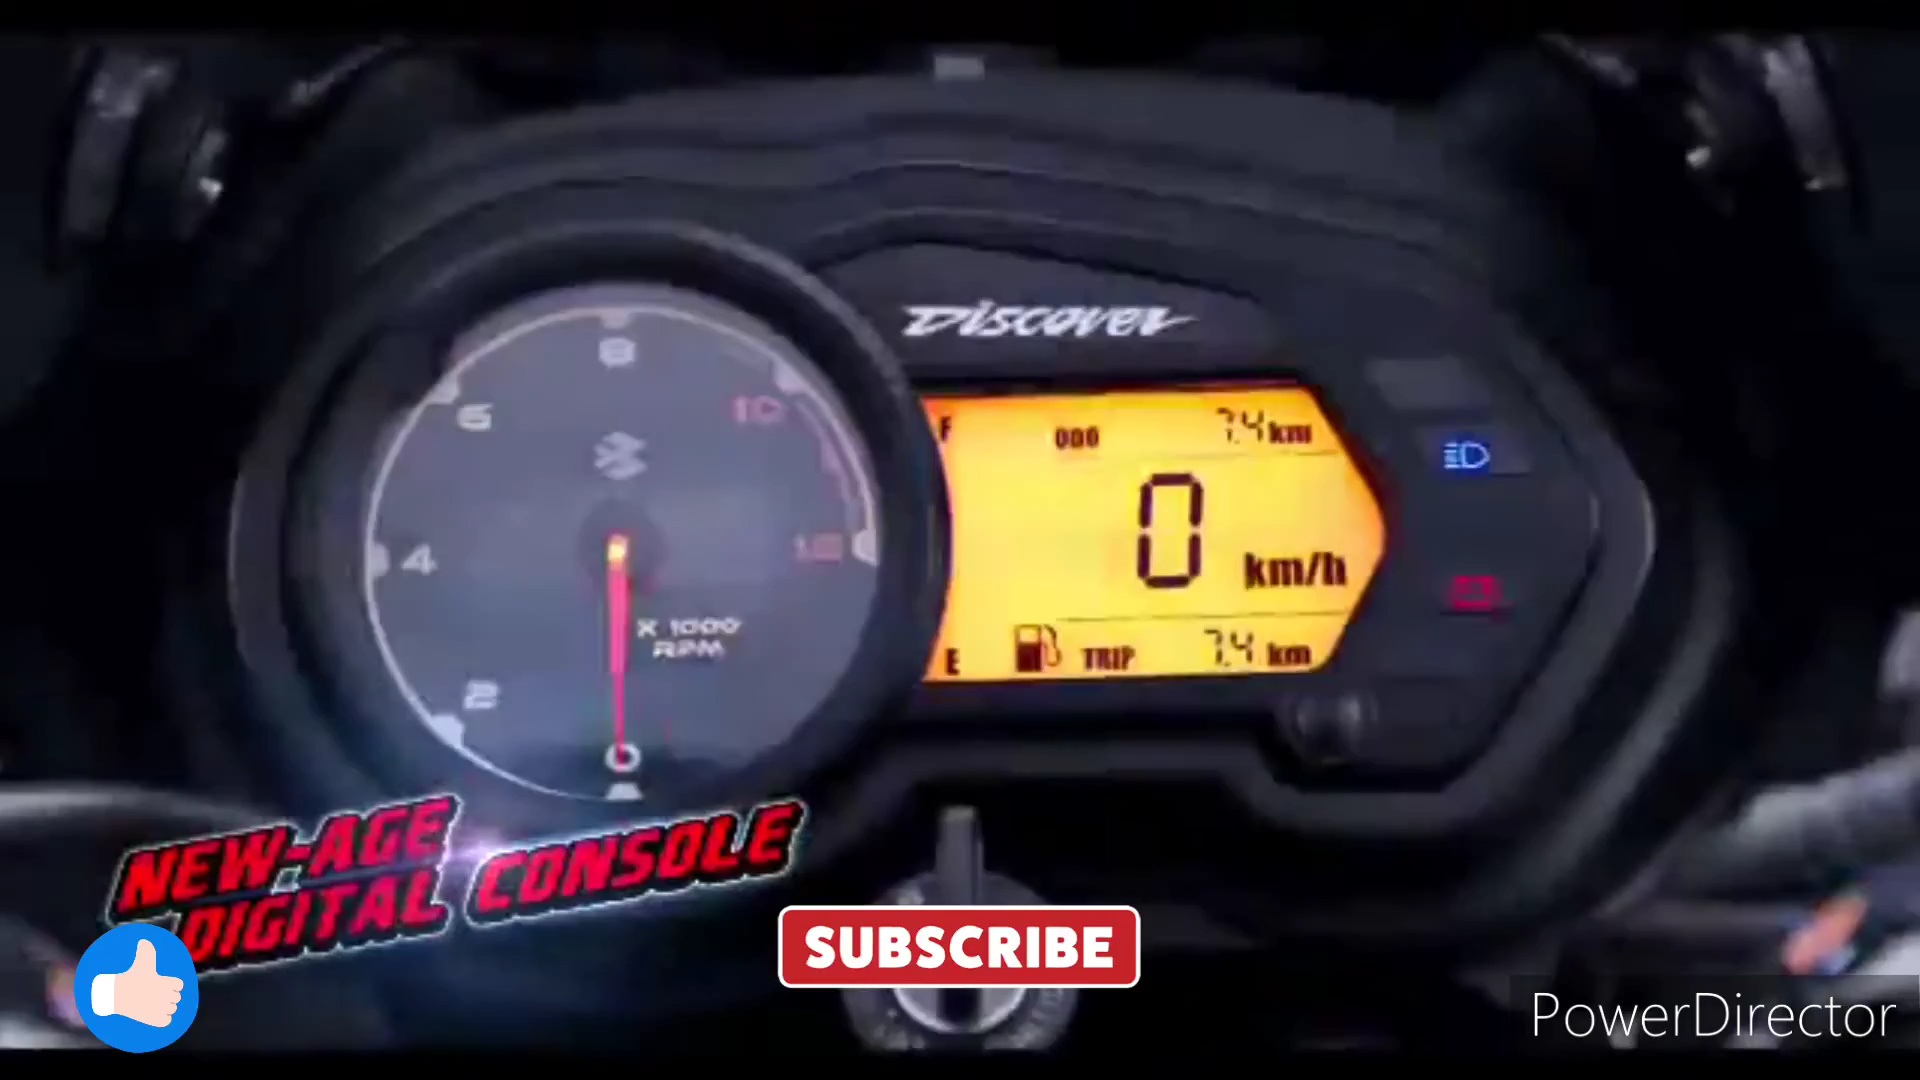 Discover
8
6
10
4
12
2
0
X 1000
RPM
F
ODO 7.4 km
0 km/h
E TRIP 7.4 km
NEW-AGE
DIGITAL CONSOLE
SUBSCRIBE
PowerDirector